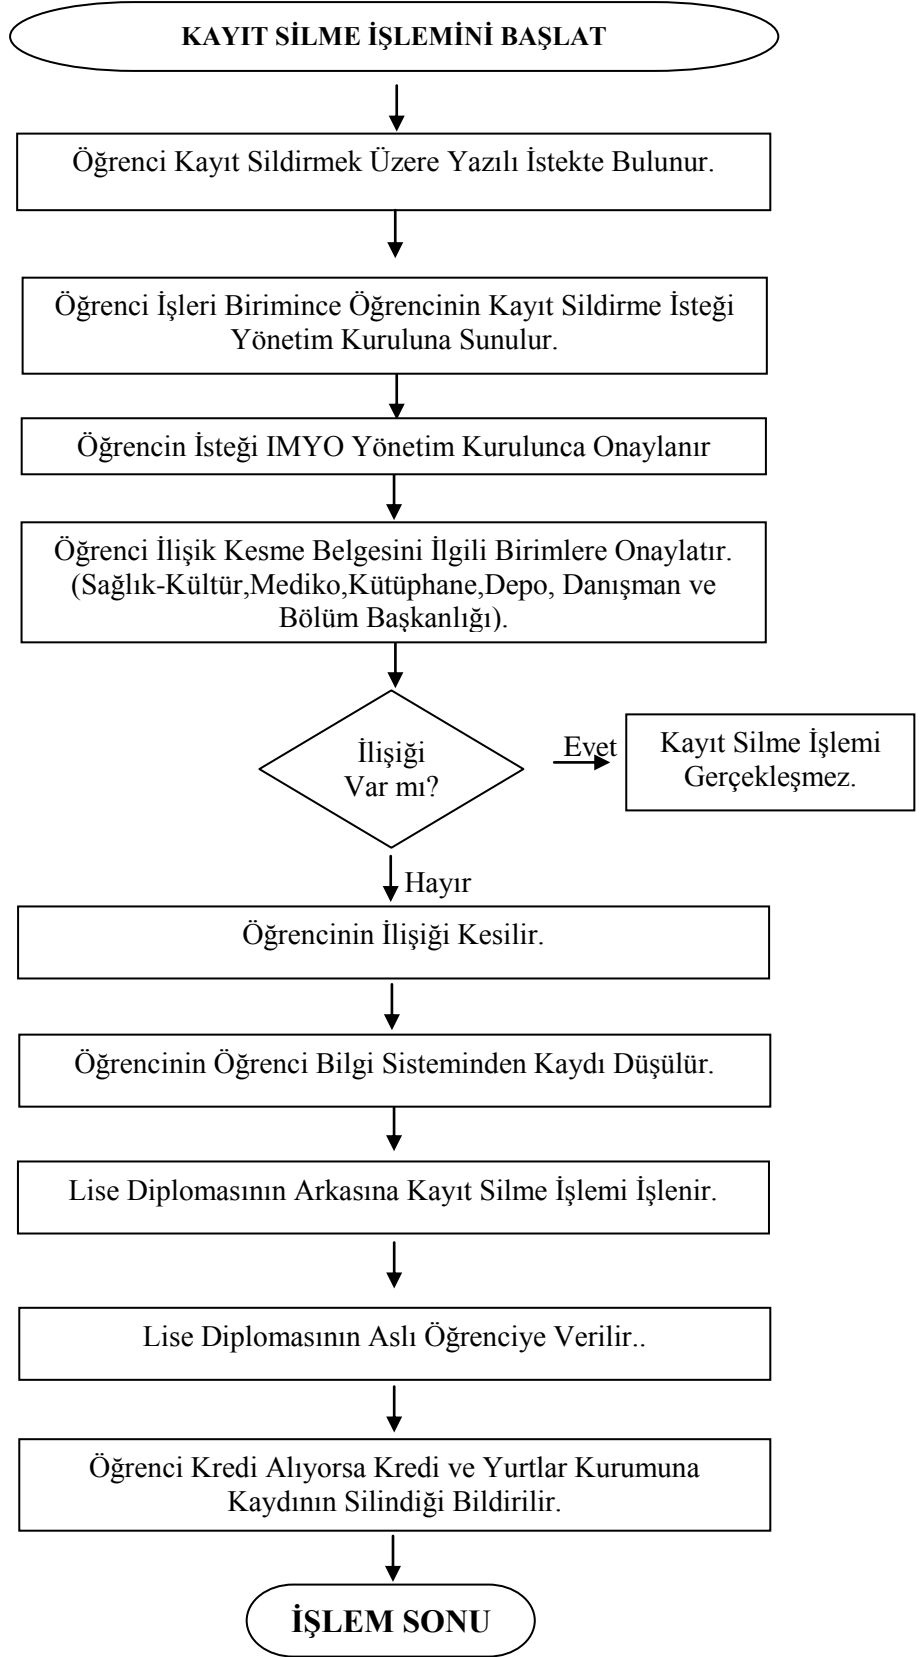 KAYIT SİLME İŞLEMİNİ BAŞLAT
Öğrenci Kayıt Sildirmek Üzere Yazılı İstekte Bulunur.
Öğrenci İşleri Birimince Öğrencinin Kayıt Sildirme İsteği
Yönetim Kuruluna Sunulur.
Öğrencin İsteği IMYO Yönetim Kurulunca Onaylanır
Öğrenci İlişik Kesme Belgesini İlgili Birimlere Onaylatır.
(Sağlık-Kültür,Mediko,Kütüphane,Depo, Danışman ve
Bölüm Başkanlığı).
İlişiği
Var mı?
Evet
Kayıt Silme İşlemi
Gerçekleşmez.
Hayır
Öğrencinin İlişiği Kesilir.
Öğrencinin Öğrenci Bilgi Sisteminden Kaydı Düşülür.
Lise Diplomasının Arkasına Kayıt Silme İşlemi İşlenir.
Lise Diplomasının Aslı Öğrenciye Verilir..
Öğrenci Kredi Alıyorsa Kredi ve Yurtlar Kurumuna
Kaydının Silindiği Bildirilir.
İŞLEM SONU